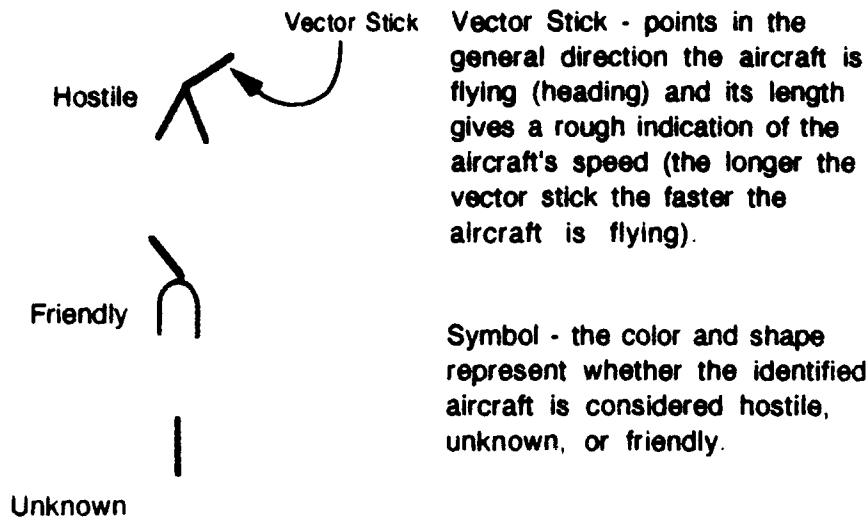 Vector Stick
Hostile
Friendly
Unknown
Vector Stick - points in the
general direction the aircraft is
flying (heading) and its length
gives a rough indication of the
aircraft's speed (the longer the
vector stick the faster the
aircraft is flying).
Symbol - the color and shape
represent whether the identified
aircraft is considered hostile,
unknown, or friendly.